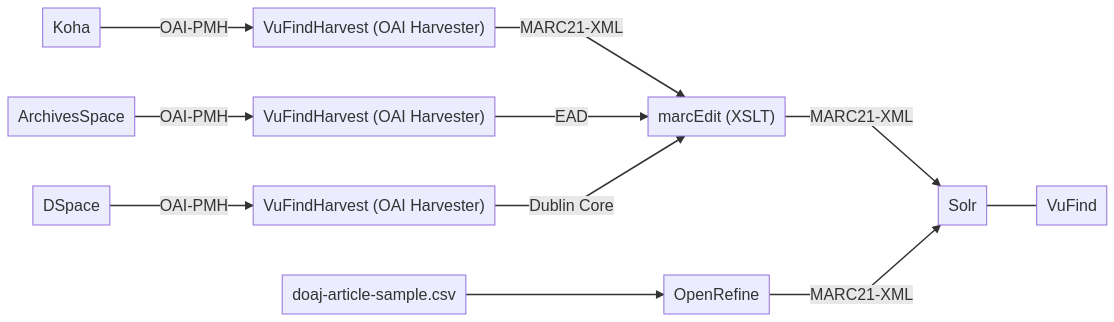 Koha
OAI-PMH
VuFindHarvest (OAI Harvester)
MARC21-XML
ArchivesSpace
OAI-PMH
VuFindHarvest (OAI Harvester)
EAD
marcEdit (XSLT)
MARC21-XML
DSpace
OAI-PMH
VuFindHarvest (OAI Harvester)
Dublin Core
Solr
VuFind
doaj-article-sample.csv
OpenRefine
MARC21-XML